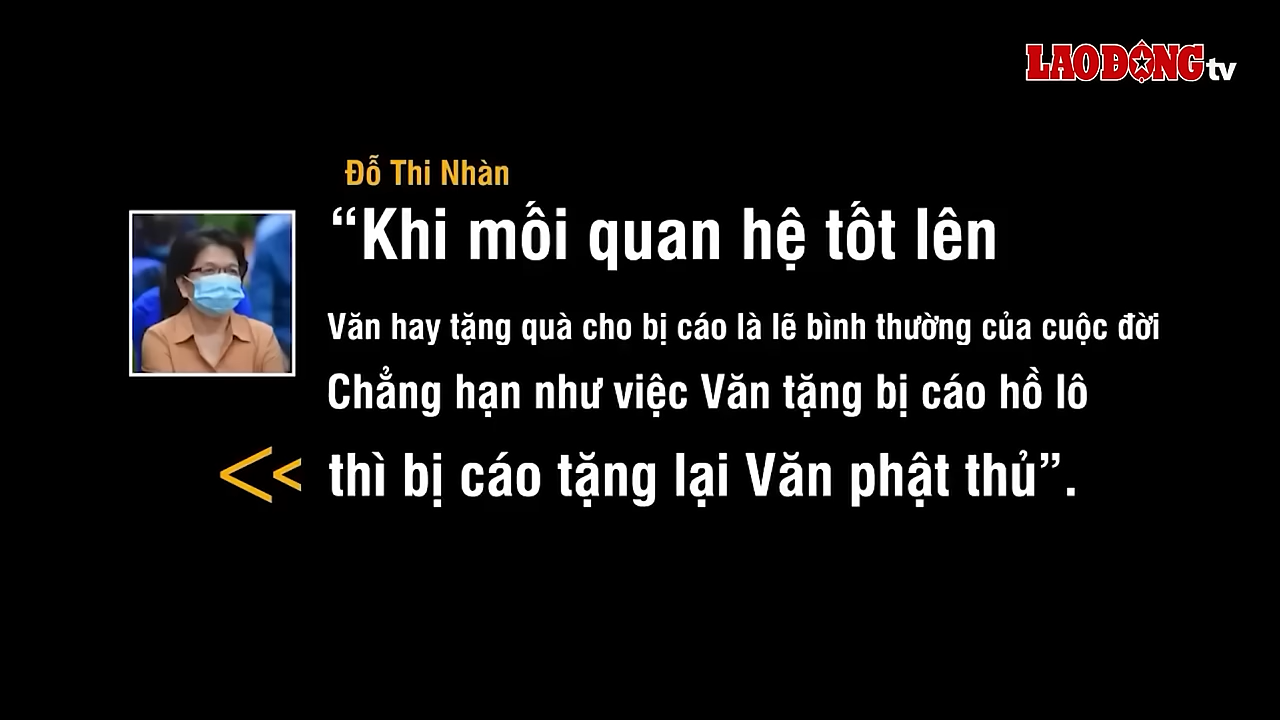 LAO ĐỘNG tv
Đỗ Thi Nhàn
“Khi mối quan hệ tốt lên
Văn hay tặng quà cho bị cáo là lẽ bình thường của cuộc đời
Chẳng hạn như việc Văn tặng bị cáo hồ lô
<< thì bị cáo tặng lại Văn phật thủ”.